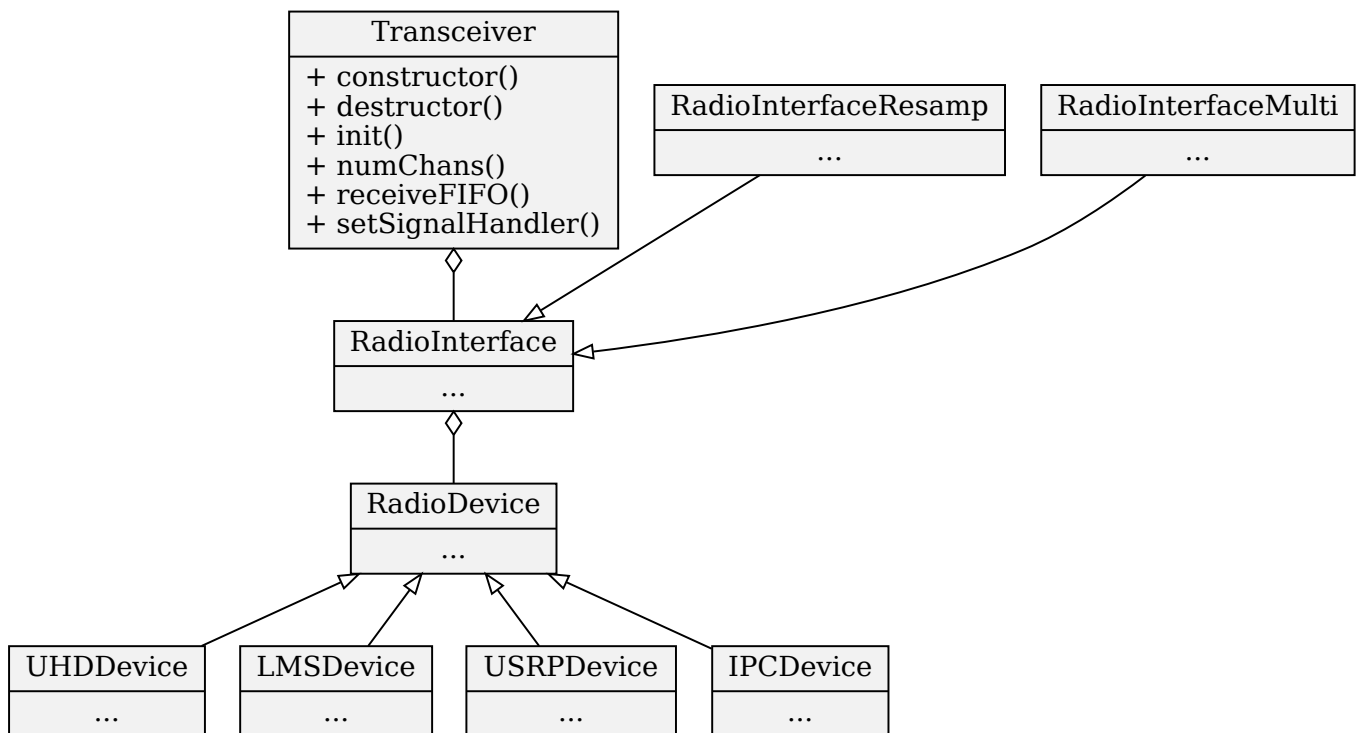 Transceiver
+ constructor()
+ destructor()
+ init()
+ numChans()
+ receiveFIFO()
+ setSignalHandler()
RadioInterfaceResamp
...
RadioInterfaceMulti
...
RadioInterface
...
RadioDevice
...
UHDDevice
...
LMSDevice
...
USRPDevice
...
IPCDevice
...